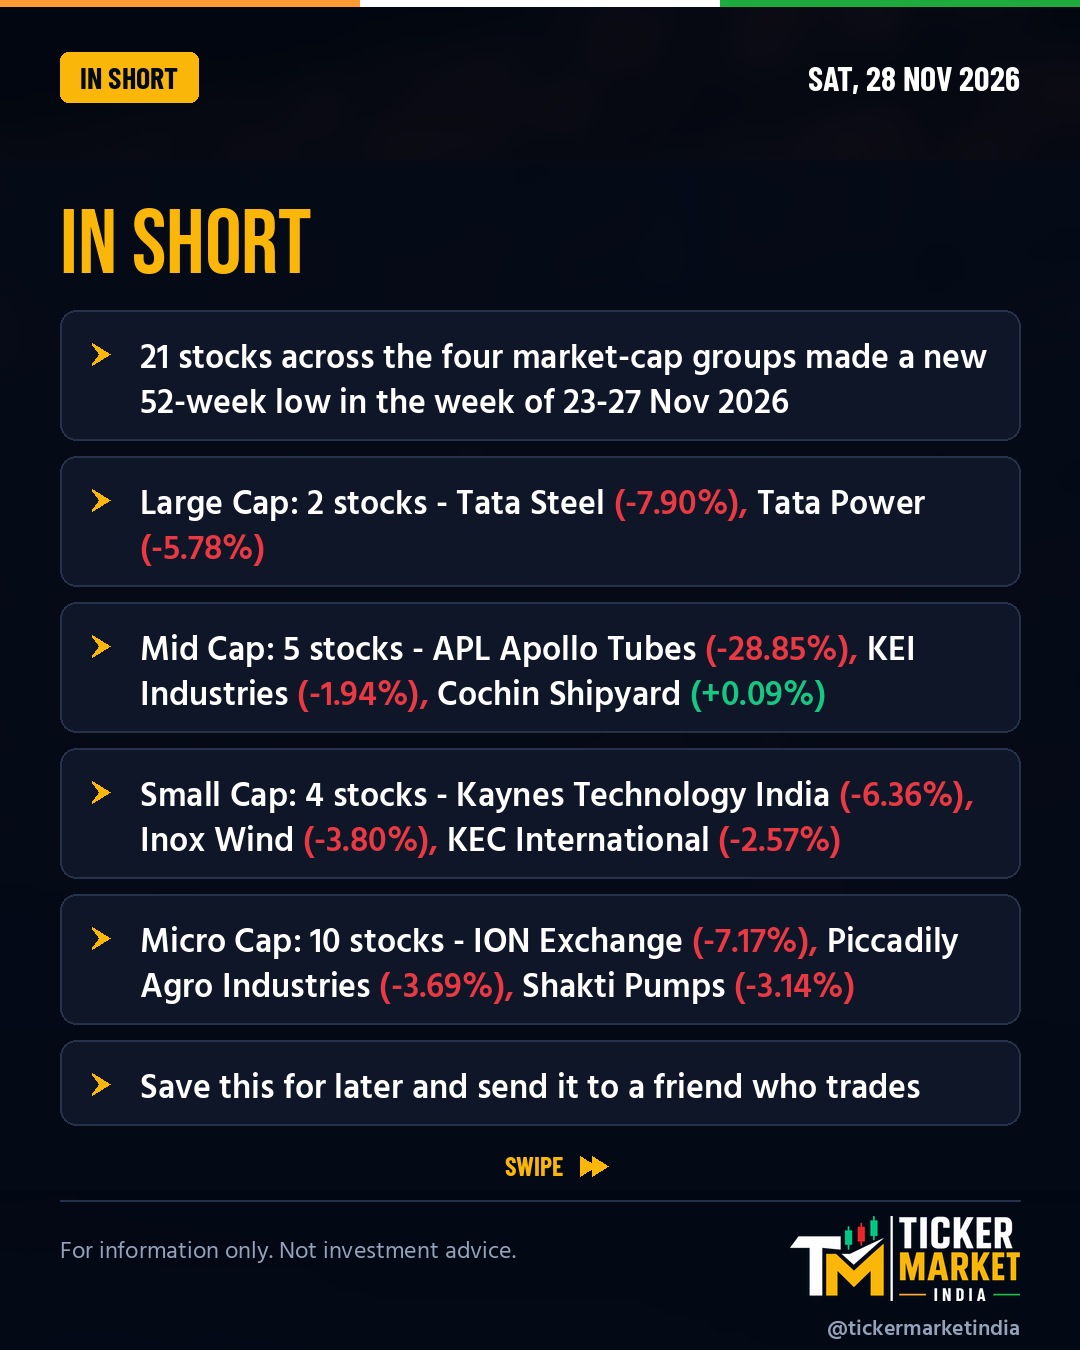 IN SHORT
SAT, 28 NOV 2026
IN SHORT
21 stocks across the four market-cap groups made a new
52-week low in the week of 23-27 Nov 2026
Large Cap: 2 stocks - Tata Steel (-7.90%), Tata Power
(-5.78%)
Mid Cap: 5 stocks - APL Apollo Tubes (-28.85%), KEI
Industries (-1.94%), Cochin Shipyard (+0.09%)
Small Cap: 4 stocks - Kaynes Technology India (-6.36%),
Inox Wind (-3.80%), KEC International (-2.57%)
Micro Cap: 10 stocks - ION Exchange (-7.17%), Piccadily
Agro Industries (-3.69%), Shakti Pumps (-3.14%)
Save this for later and send it to a friend who trades
SWIPE
For information only. Not investment advice.
TM
TICKER
MARKET
INDIA
@tickermarketindia